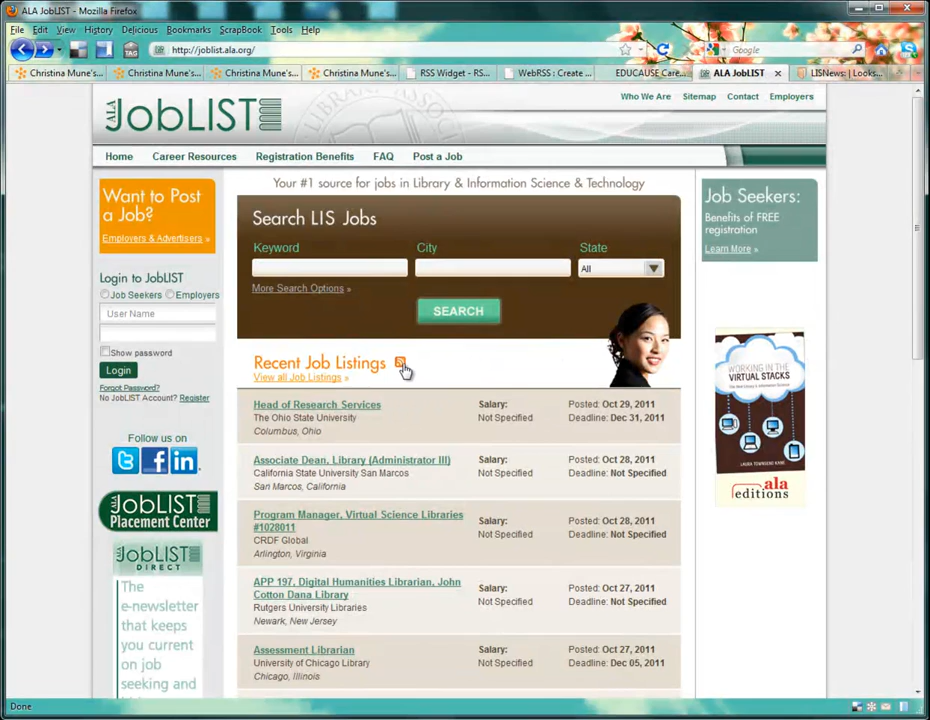 ALA JobLIST - Mozilla Firefox
File Edit View History Delicious Bookmarks ScrapBook Tools Help
TAG http://joblist.ala.org/ Google
Christina Mune's... Christina Mune's... Christina Mune's... Christina Mune's... RSS Widget - RS... WebRSS : Create ... EDUCAUSE Care... ALA JobLIST LISNews: | Looks...
Who We Are Sitemap Contact Employers
ALA JobLIST
Home Career Resources Registration Benefits FAQ Post a Job
Your #1 source for jobs in Library & Information Science & Technology
Want to Post
a Job?
Employers & Advertisers »
Login to JobLIST
Job Seekers Employers
User Name
Show password
Login
Forgot Password?
No JobLIST Account? Register
Follow us on
ALA JobLIST
Placement Center
ALA JobLIST
DIRECT
The
e-newsletter
that keeps
you current
on job
seeking and
Search LIS Jobs
Keyword City State
All
More Search Options »
SEARCH
Recent Job Listings
View all Job Listings »
Head of Research Services Salary: Posted: Oct 29, 2011
The Ohio State University Not Specified Deadline: Dec 31, 2011
Columbus, Ohio
Associate Dean, Library (Administrator III) Salary: Posted: Oct 28, 2011
California State University San Marcos Not Specified Deadline: Not Specified
San Marcos, California
Program Manager, Virtual Science Libraries Salary: Posted: Oct 28, 2011
#1028011 Not Specified Deadline: Not Specified
CRDF Global
Arlington, Virginia
APP 197, Digital Humanities Librarian, John Salary: Posted: Oct 27, 2011
Cotton Dana Library Not Specified Deadline: Not Specified
Rutgers University Libraries
Newark, New Jersey
Assessment Librarian Salary: Posted: Oct 27, 2011
University of Chicago Library Not Specified Deadline: Dec 05, 2011
Chicago, Illinois
Job Seekers:
Benefits of FREE
registration
Learn More »
WORKING IN THE
VIRTUAL STACKS
LAURA TOWNSEND KANE
ala
editions
Done